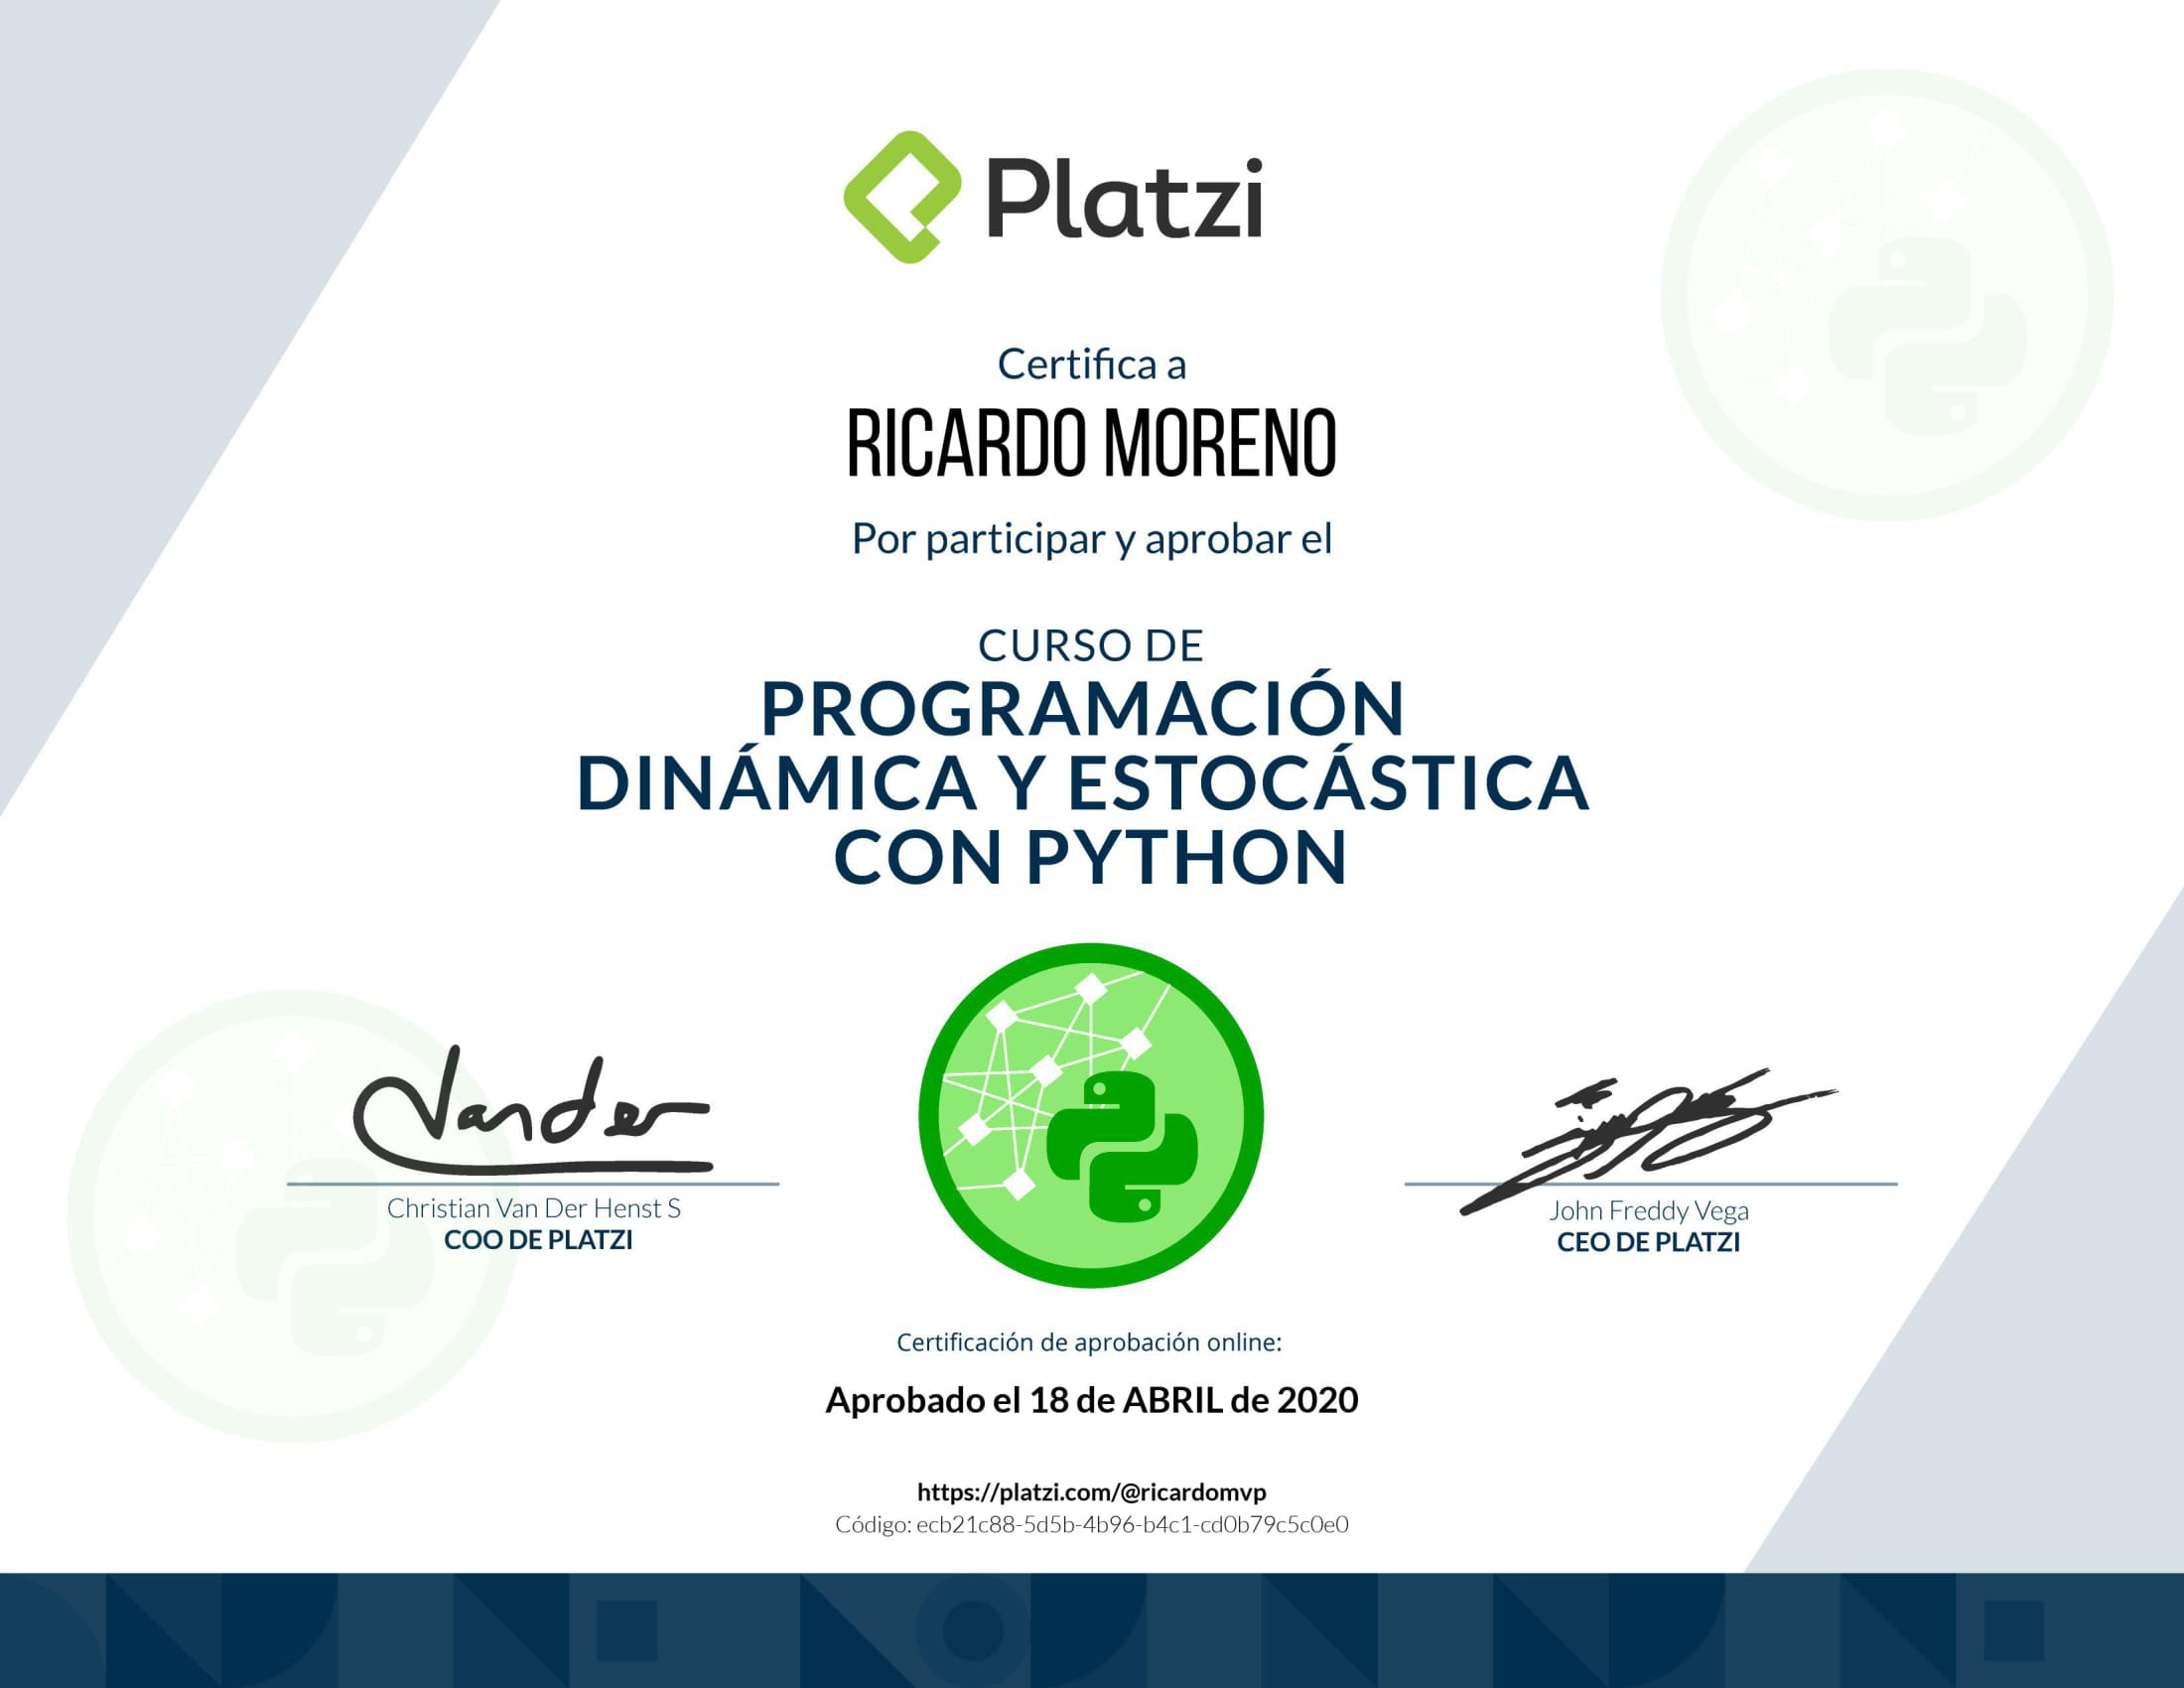 Platzi
Certifica a
RICARDO MORENO
Por participar y aprobar el
CURSO DE
PROGRAMACIÓN
DINÁMICA Y ESTOCÁSTICA
CON PYTHON
Vander
Christian Van Der Henst S
COO DE PLATZI
John Freddy Vega
CEO DE PLATZI
Certificación de aprobación online:
Aprobado el 18 de ABRIL de 2020
https://platzi.com/@ricardomvp
Código: ecb21c88-5d5b-4b96-b4c1-cd0b79c5c0e0